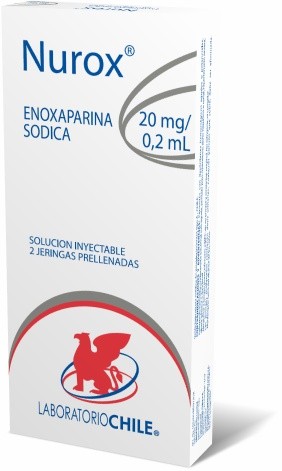 Nurox®
ENOXAPARINA
SODICA
20 mg/
0,2 mL
SOLUCION INYECTABLE
2 JERINGAS PRELLENADAS
LABORATORIOCHILE®